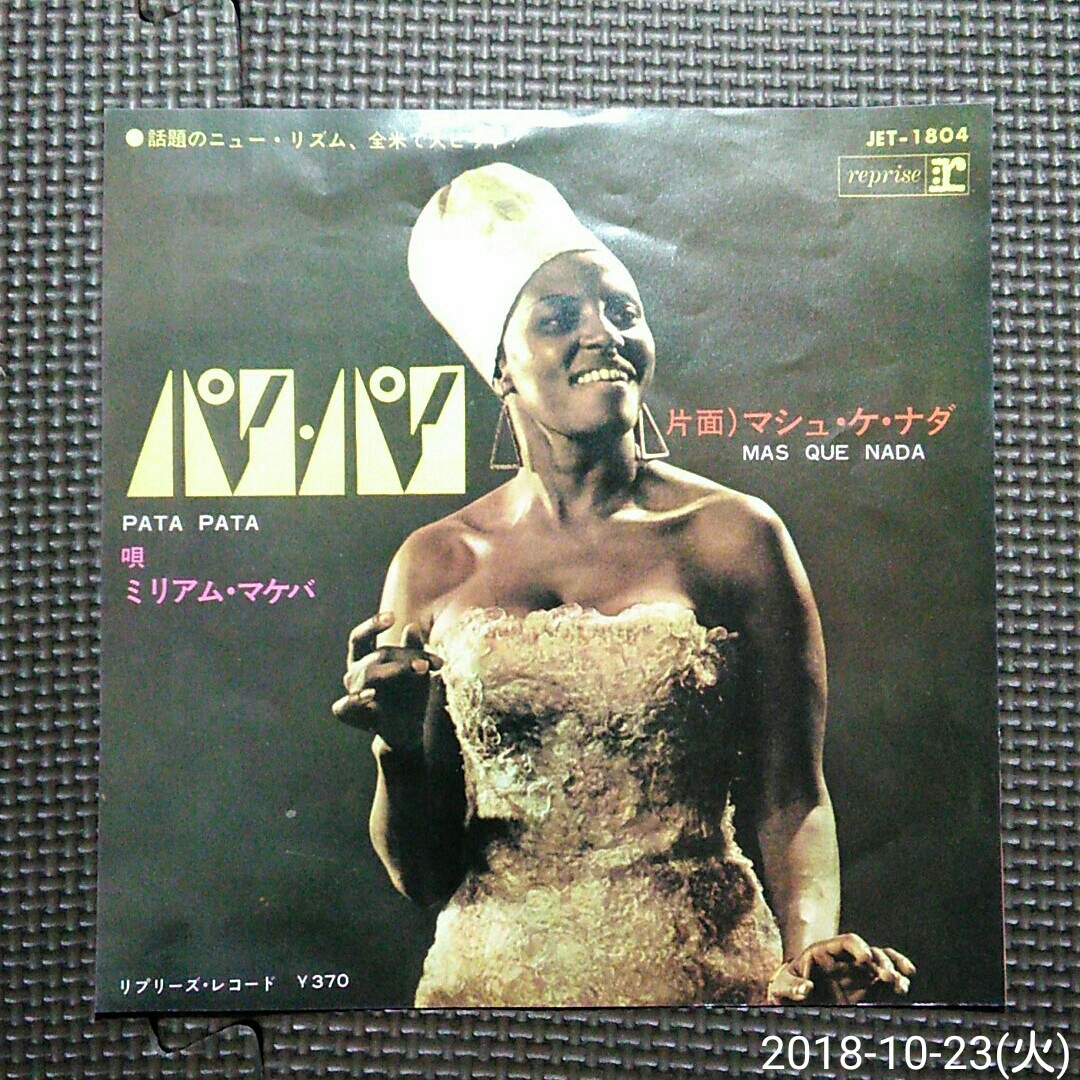 ●話題のニュー・リズム、全米で大ヒット!
JET-1804
reprise r:
パタ・パタ
PATA PATA
唄
ミリアム・マケバ
片面)マシュ・ケ・ナダ
MAS QUE NADA
リプリーズ・レコード ¥370
2018-10-23(火)